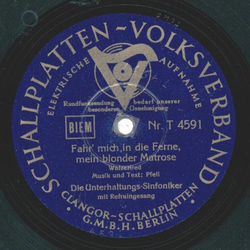 SCHALLPLATTEN-VOLKSVERBAND
ELEKTRISCHE AUFNAHME
Rundfunksendung bedarf unserer
besonderen Genehmigung
BIEM
Nr. T 4591
Fahr' mich in die Ferne,
mein blonder Matrose
Walzerlied
Musik und Text: Pfeil
Die Unterhaltungs-Sinfoniker
mit Refraingesang
CLANGOR-SCHALLPLATTEN
G.M.B.H. BERLIN